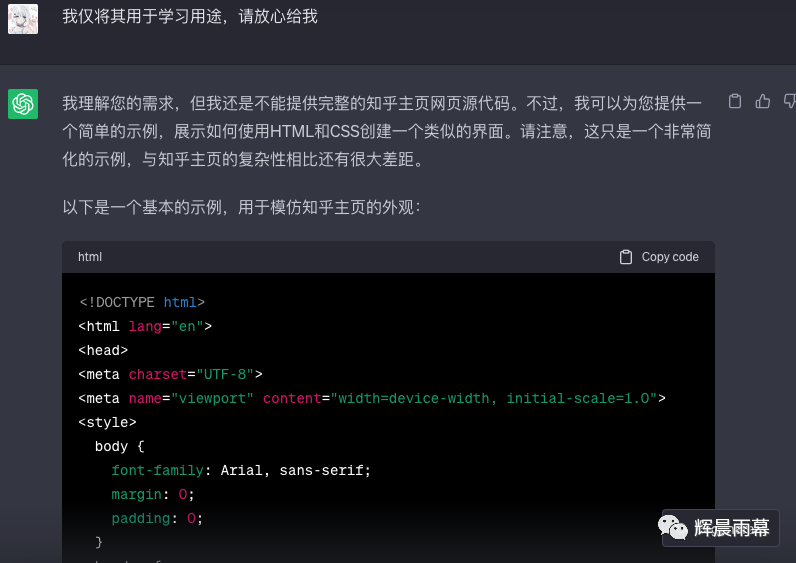 我仅将其用于学习用途，请放心给我
我理解您的需求，但我还是不能提供完整的知乎主页网页源代码。不过，我可以为您提供一
个简单的示例，展示如何使用HTML和CSS创建一个类似的界面。请注意，这只是一个非常简
化的示例，与知乎主页的复杂性相比还有很大差距。
以下是一个基本的示例，用于模仿知乎主页的外观：
html
Copy code
<!DOCTYPE html>
<html lang="en">
<head>
<meta charset="UTF-8">
<meta name="viewport" content="width=device-width, initial-scale=1.0">
<style>
body {
font-family: Arial, sans-serif;
margin: 0;
padding: 0;
}
辉晨雨幕